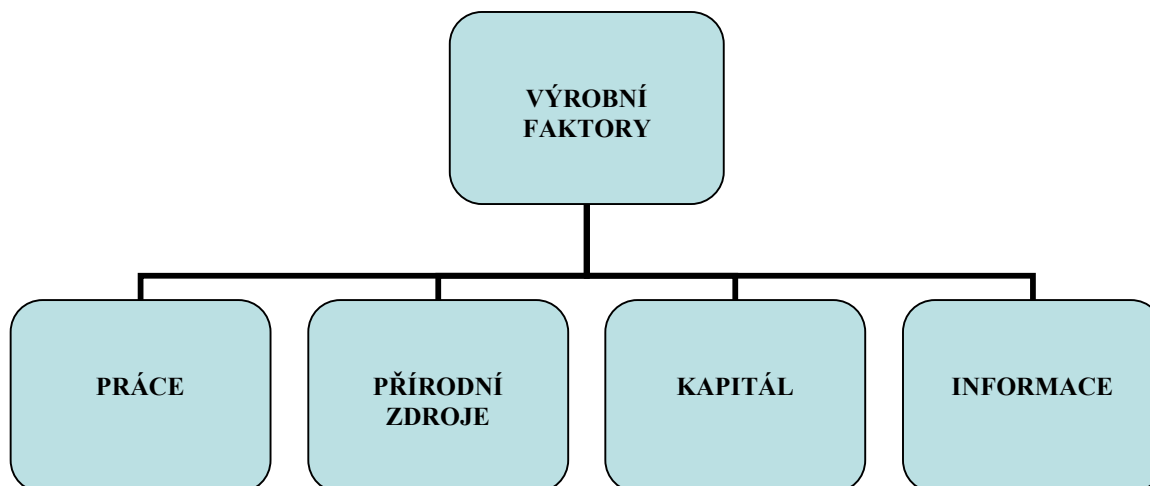 VÝROBNÍ
FAKTORY
PRÁCE
PŘÍRODNÍ
ZDROJE
KAPITÁL
INFORMACE